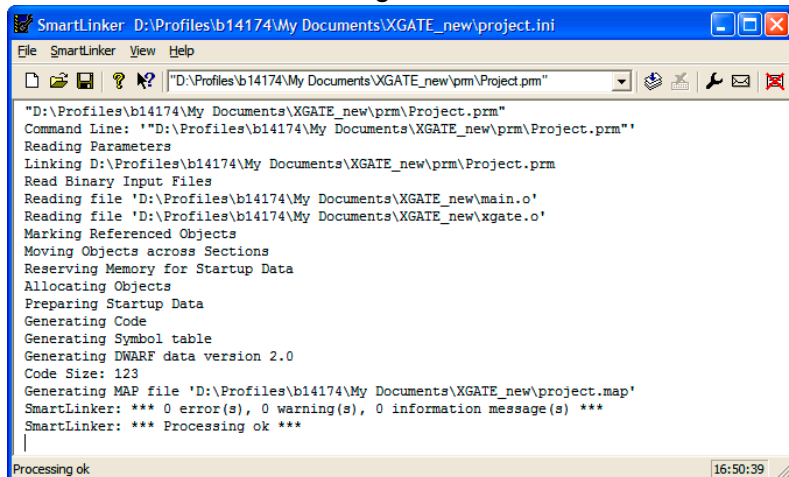 SmartLinker D:\Profiles\b14174\My Documents\XGATE_new\project.ini
File SmartLinker View Help
"D:\Profiles\b14174\My Documents\XGATE_new\prm\Project.prm"
"D:\Profiles\b14174\My Documents\XGATE_new\prm\Project.prm"
Command Line: '"D:\Profiles\b14174\My Documents\XGATE_new\prm\Project.prm"'
Reading Parameters
Linking D:\Profiles\b14174\My Documents\XGATE_new\prm\Project.prm
Read Binary Input Files
Reading file 'D:\Profiles\b14174\My Documents\XGATE_new\main.o'
Reading file 'D:\Profiles\b14174\My Documents\XGATE_new\xgate.o'
Marking Referenced Objects
Moving Objects across Sections
Reserving Memory for Startup Data
Allocating Objects
Preparing Startup Data
Generating Code
Generating Symbol table
Generating DWARF data version 2.0
Code Size: 123
Generating MAP file 'D:\Profiles\b14174\My Documents\XGATE_new\project.map'
SmartLinker: *** 0 error(s), 0 warning(s), 0 information message(s) ***
SmartLinker: *** Processing ok ***
Processing ok 16:50:39